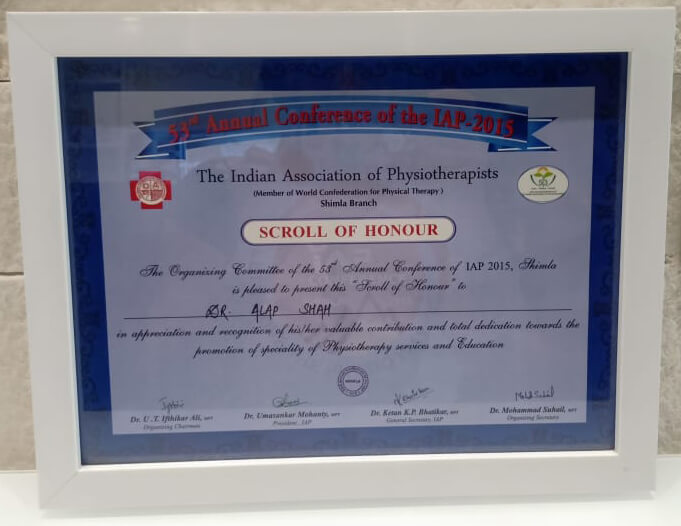 53rd Annual Conference of the IAP-2015
The Indian Association of Physiotherapists
(Member of World Confederation for Physical Therapy )
Shimla Branch
SCROLL OF HONOUR
The Organizing Committee of the 53rd Annual Conference of IAP 2015, Shimla
is pleased to present this "Scroll of Honour" to
DR. ALAP SHAH
in appreciation and recognition of his/her valuable contribution and total dedication towards the
promotion of speciality of Physiotherapy services and Education
Dr. U .T. Ifthikar Ali, MPT
Organizing Chairman
Dr. Umasankar Mohanty, MPT
President , IAP
Dr. Ketan K.P. Bhatikar, MPT
General Secretary, IAP
Mohd Suhail
Dr. Mohammad Suhail, MPT
Organizing Secretary